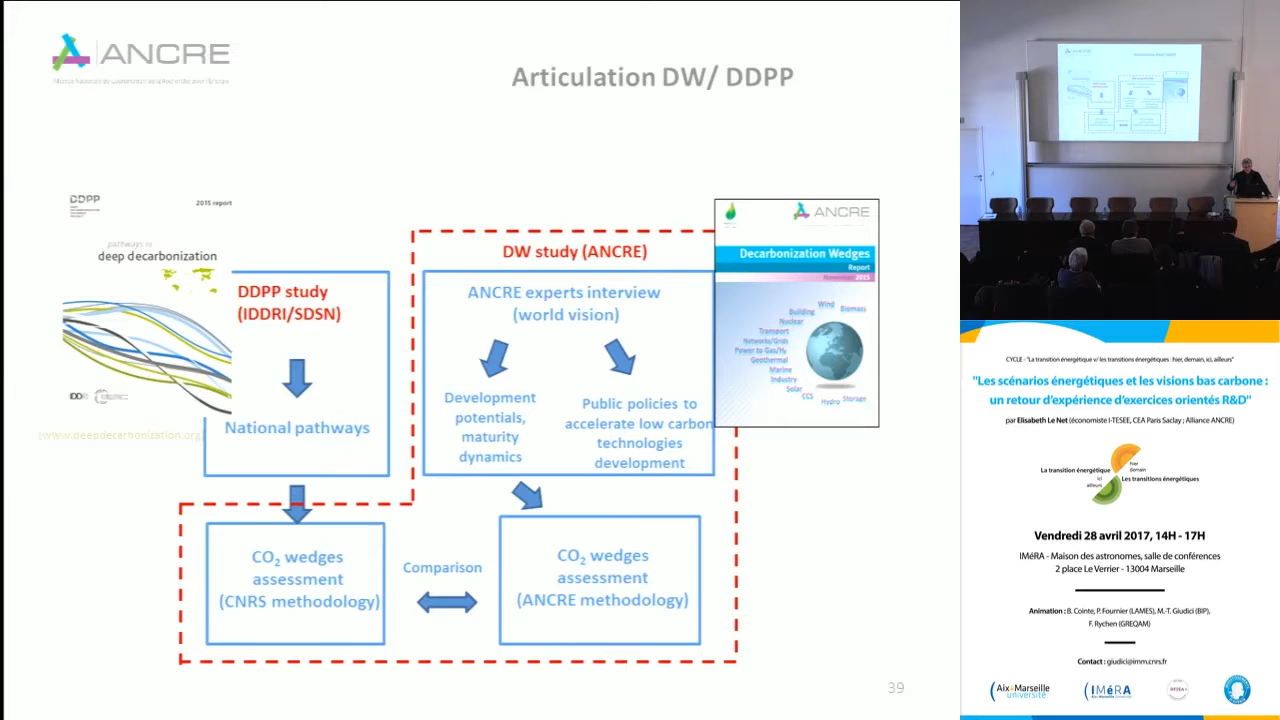 ANCRE
Articulation DW/ DDPP
DDPP
2015 report
pathways to
deep decarbonization
IDDRI
(www.deepdecarbonization.org)
DDPP study
(IDDRI/SDSN)
National pathways
DW study (ANCRE)
ANCRE experts interview
(world vision)
Development
potentials,
maturity
dynamics
Public policies to
accelerate low carbon
technologies
development
ANCRE
Decarbonization Wedges
Report
November 2015
Wind
Biomass
Building
Nuclear
Transport
Networks/Grids
Power to Gas/H₂
Geothermal
Marine
Industry
Solar
CCS
Hydro
Storage
CO₂ wedges
assessment
(CNRS methodology)
Comparison
CO₂ wedges
assessment
(ANCRE methodology)
39
CYCLE - "La transition énergétique v/ les transitions énergétiques : hier, demain, ici, ailleurs"
"Les scénarios énergétiques et les visions bas carbone :
un retour d'expérience d'exercices orientés R&D"
par Elisabeth Le Net (économiste I-TESEE, CEA Paris Saclay ; Alliance ANCRE)
hier
demain
La transition énergétique
ici
ailleurs
Les transitions énergétiques
Vendredi 28 avril 2017, 14H - 17H
IMéRA - Maison des astronomes, salle de conférences
2 place Le Verrier - 13004 Marseille
Animation : B. Cointe, P. Fournier (LAMES), M.-T. Giudici (BIP),
F. Rychen (GREQAM)
Contact : giudici@imm.cnrs.fr
Aix*Marseille
université
IMéRA